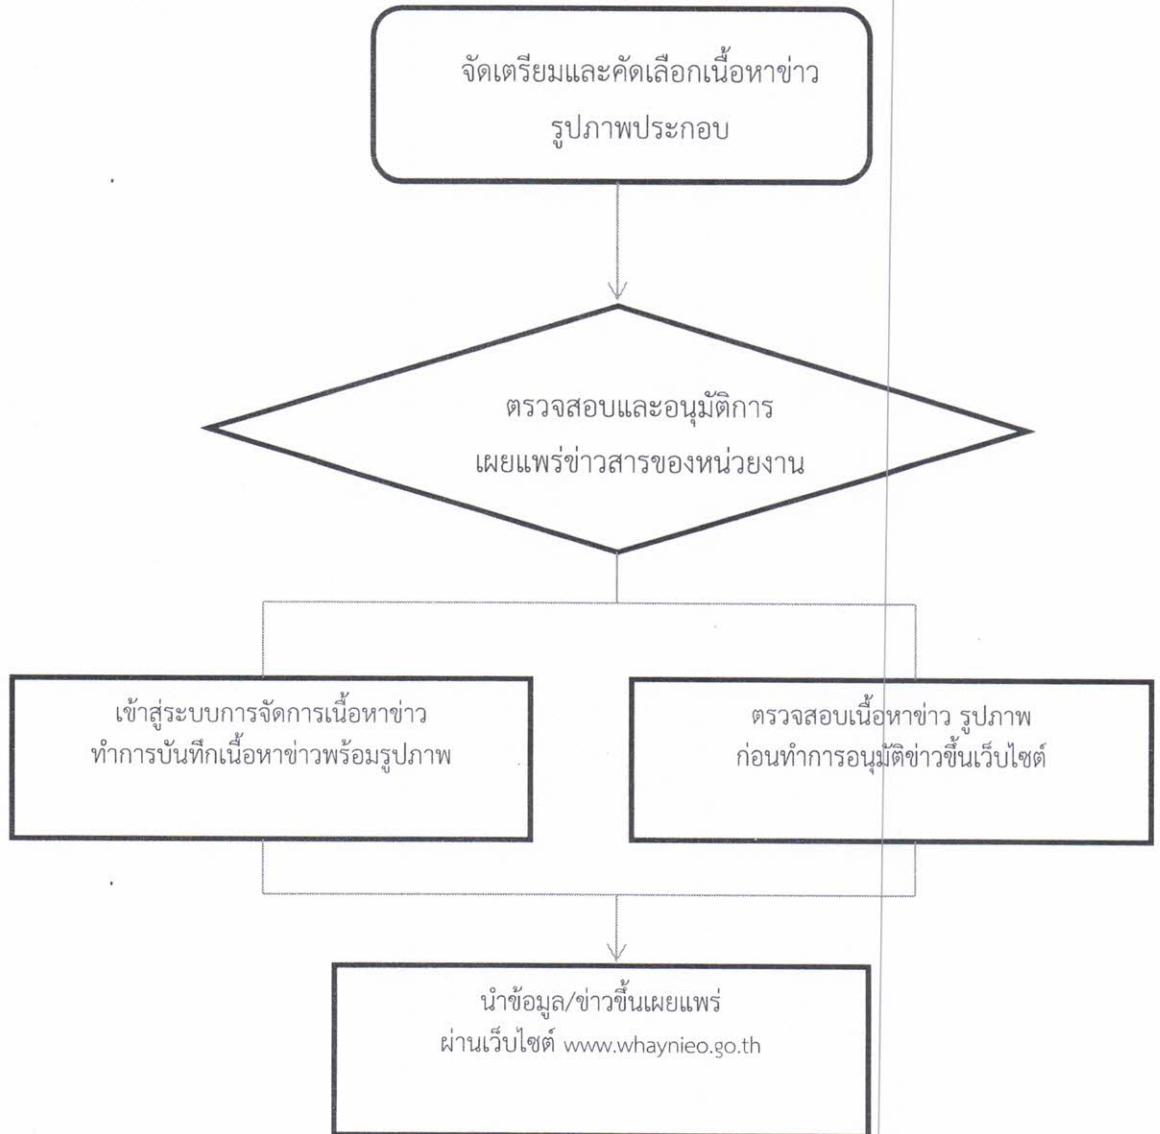 จัดเตรียมและคัดเลือกเนื้อหาข่าว
รูปภาพประกอบ
ตรวจสอบและอนุมัติการ
เผยแพร่ข่าวสารของหน่วยงาน
เข้าสู่ระบบการจัดการเนื้อหาข่าว
ทำการบันทึกเนื้อหาข่าวพร้อมรูปภาพ
ตรวจสอบเนื้อหาข่าว รูปภาพ
ก่อนทำการอนุมัติข่าวขึ้นเว็บไซต์
นำข้อมูล/ข่าวขึ้นเผยแพร่
ผ่านเว็บไซต์ www.whaynieo.go.th